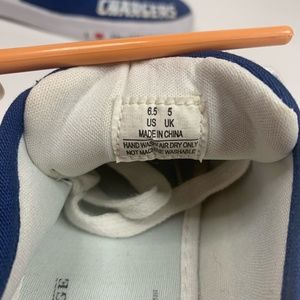 CHARGERS
6.5 5
US UK
MADE IN CHINA
HAND WASH/AIR DRY ONLY
NOT MACHINE WASHABLE